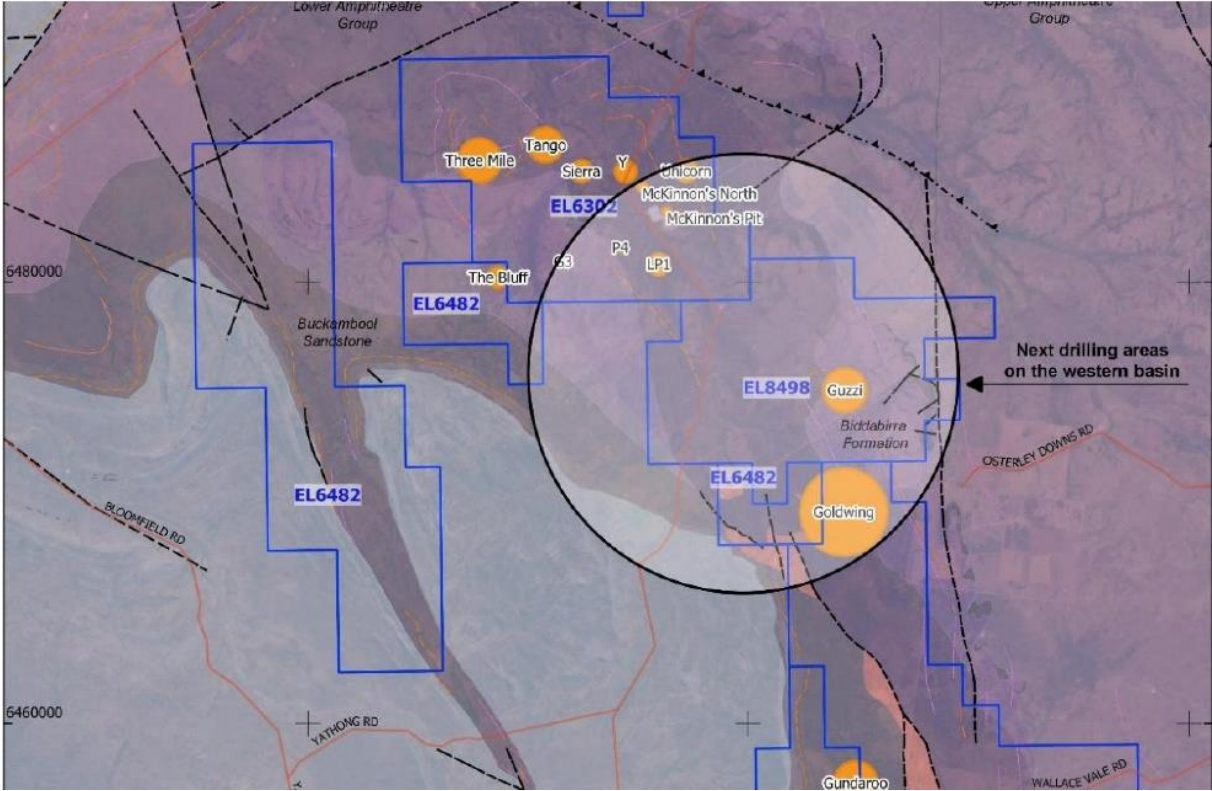 Lower Amphitheatre
Group
Upper Amphitheatre
Group
Tango
Three Mile
Sierra
Y
Unicorn
McKinnon's North
EL6302
McKinnon's Pit
P4
G3
LP1
6480000
The Bluff
EL6482
Buckambool
Sandstone
Next drilling areas
on the western basin
EL8498
Guzzi
Biddabirra
Formation
OSTERLEY DOWNS RD
EL6482
EL6482
Goldwing
BLOOMFIELD RD
6460000
YATHONG RD
Y
WALLACE VALE RD
Gundaroo